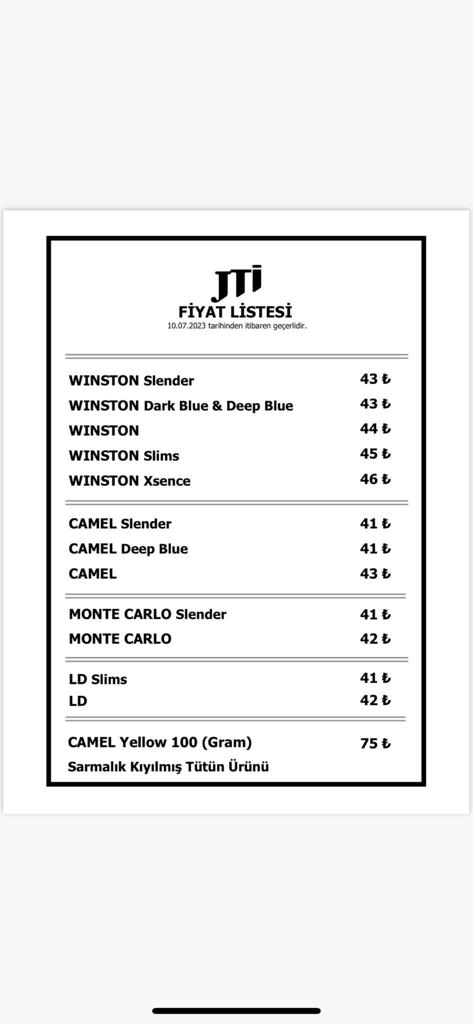 JTİ
FİYAT LİSTESİ
10.07.2023 tarihinden itibaren geçerlidir.
WINSTON Slender 43 ₺
WINSTON Dark Blue & Deep Blue 43 ₺
WINSTON 44 ₺
WINSTON Slims 45 ₺
WINSTON Xsence 46 ₺
CAMEL Slender 41 ₺
CAMEL Deep Blue 41 ₺
CAMEL 43 ₺
MONTE CARLO Slender 41 ₺
MONTE CARLO 42 ₺
LD Slims 41 ₺
LD 42 ₺
CAMEL Yellow 100 (Gram) 75 ₺
Sarmalık Kıyılmış Tütün Ürünü